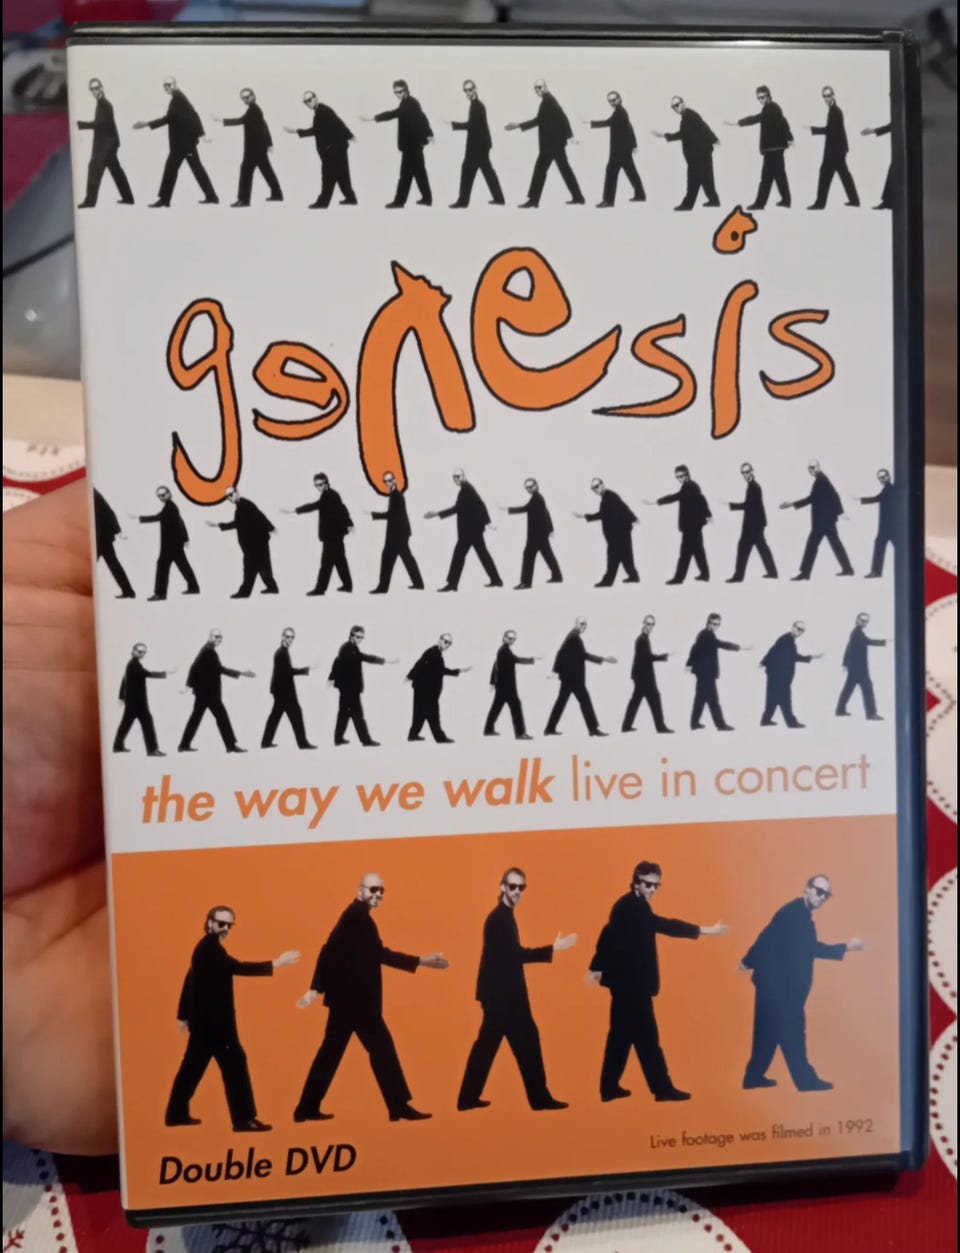 genesis
the way we walk live in concert
Double DVD
Live footage was filmed in 1992